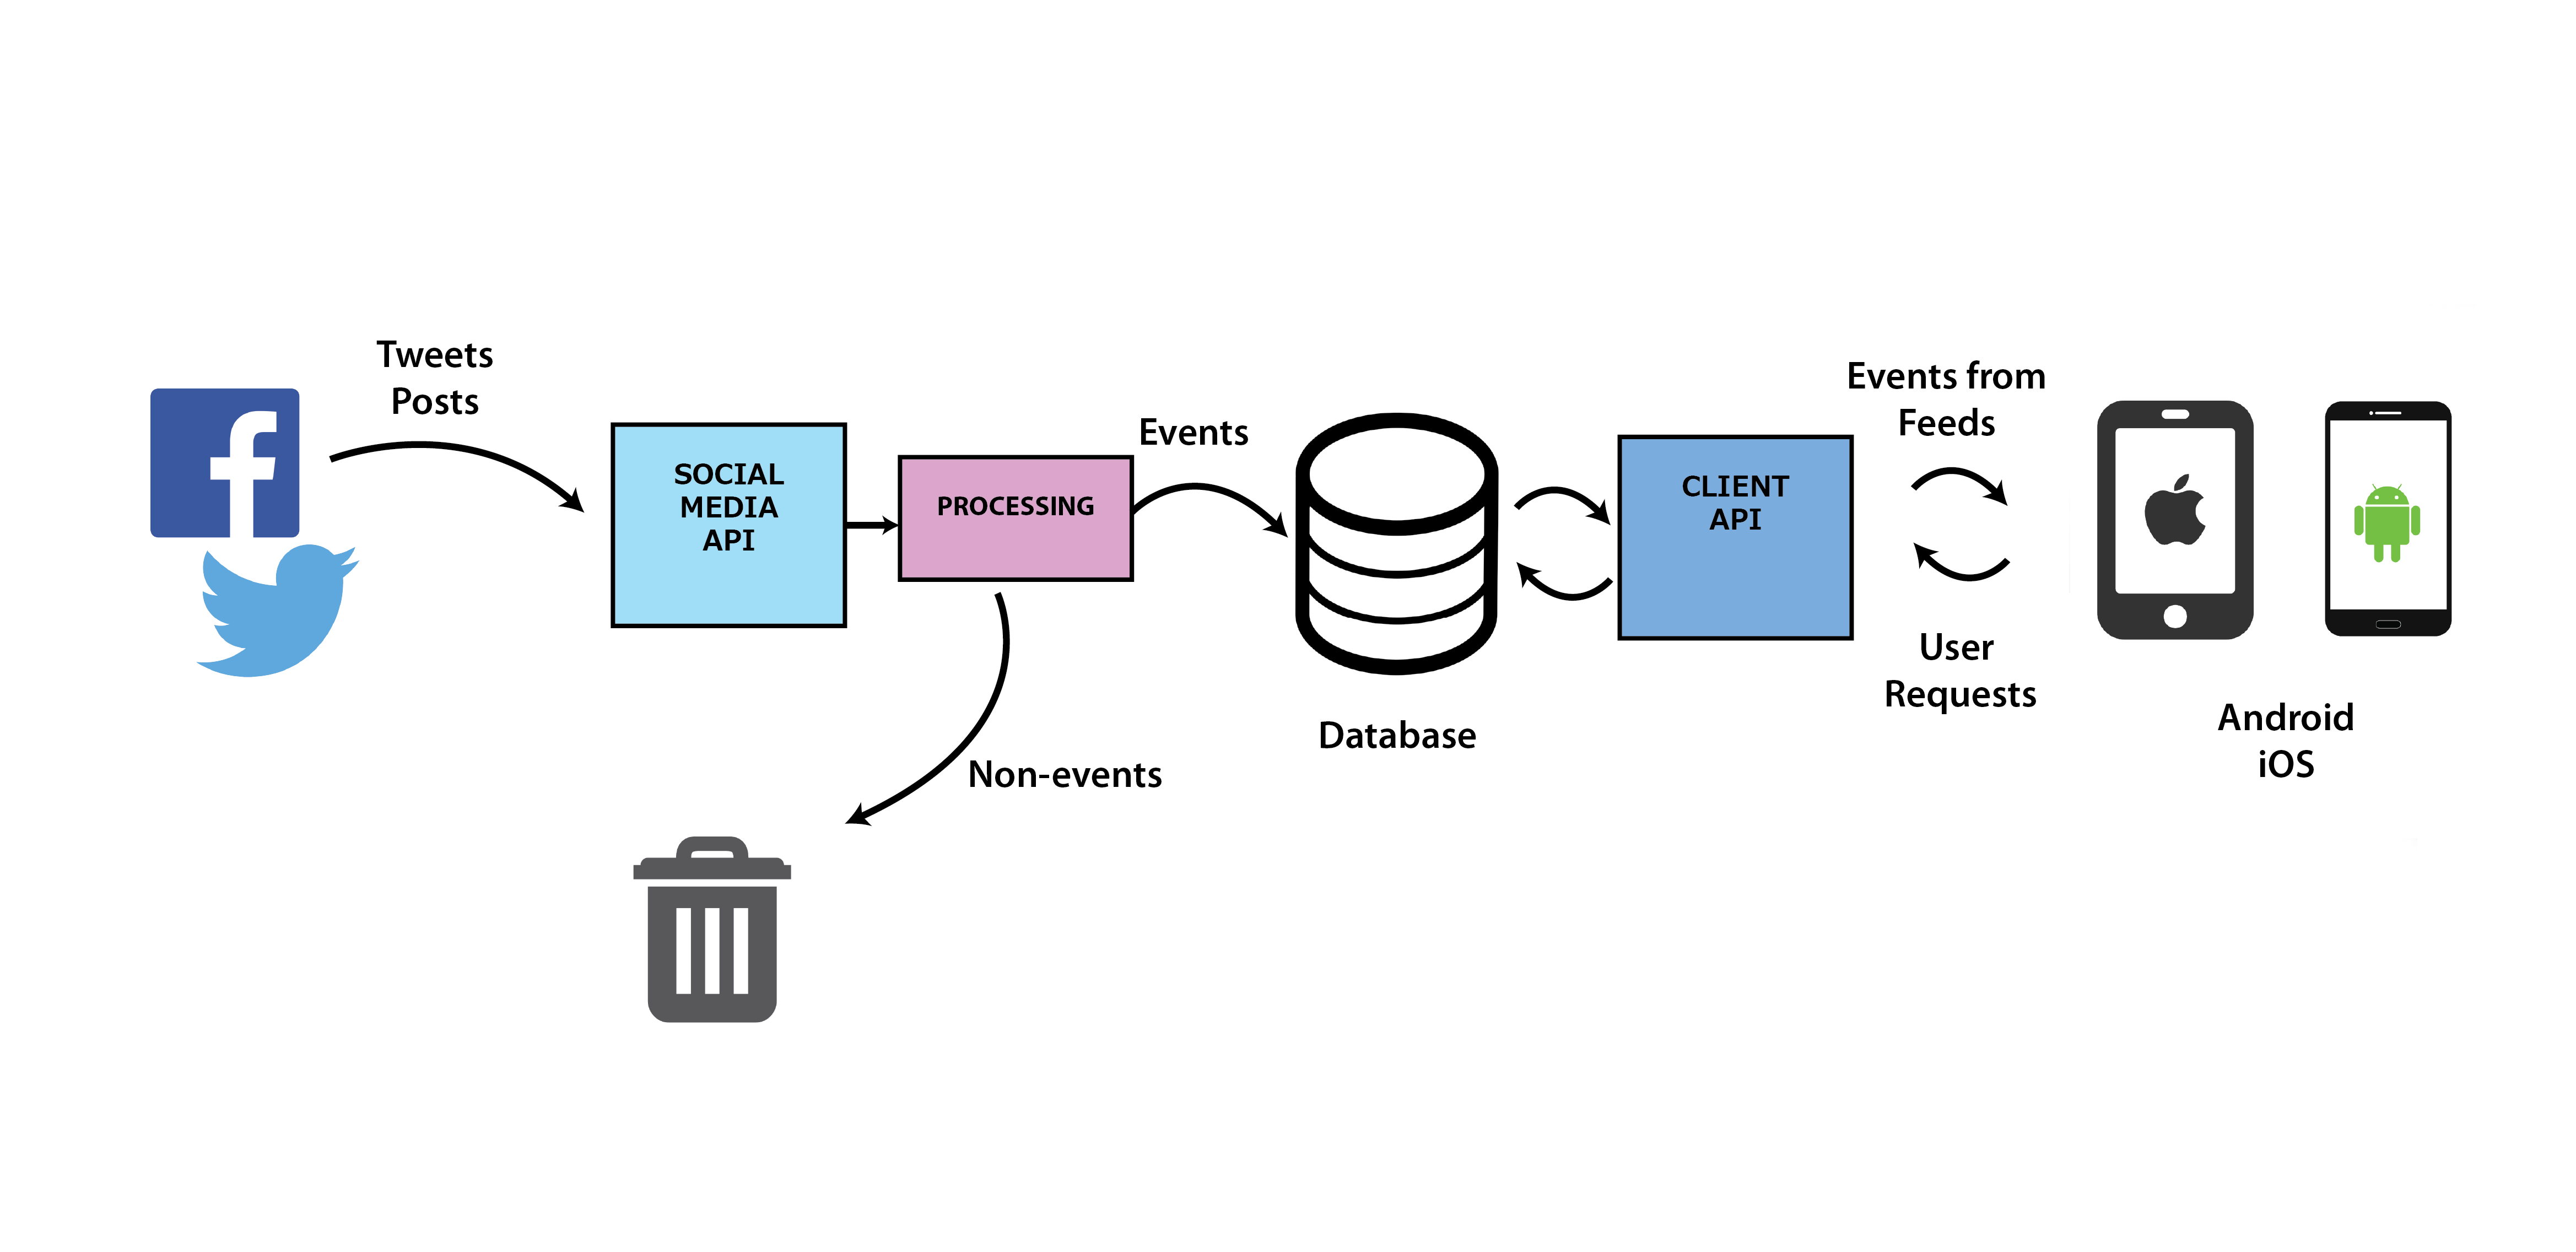 Tweets
Posts
SOCIAL
MEDIA
API
PROCESSING
Events
Non-events
Database
CLIENT
API
Events from
Feeds
User
Requests
Android
iOS